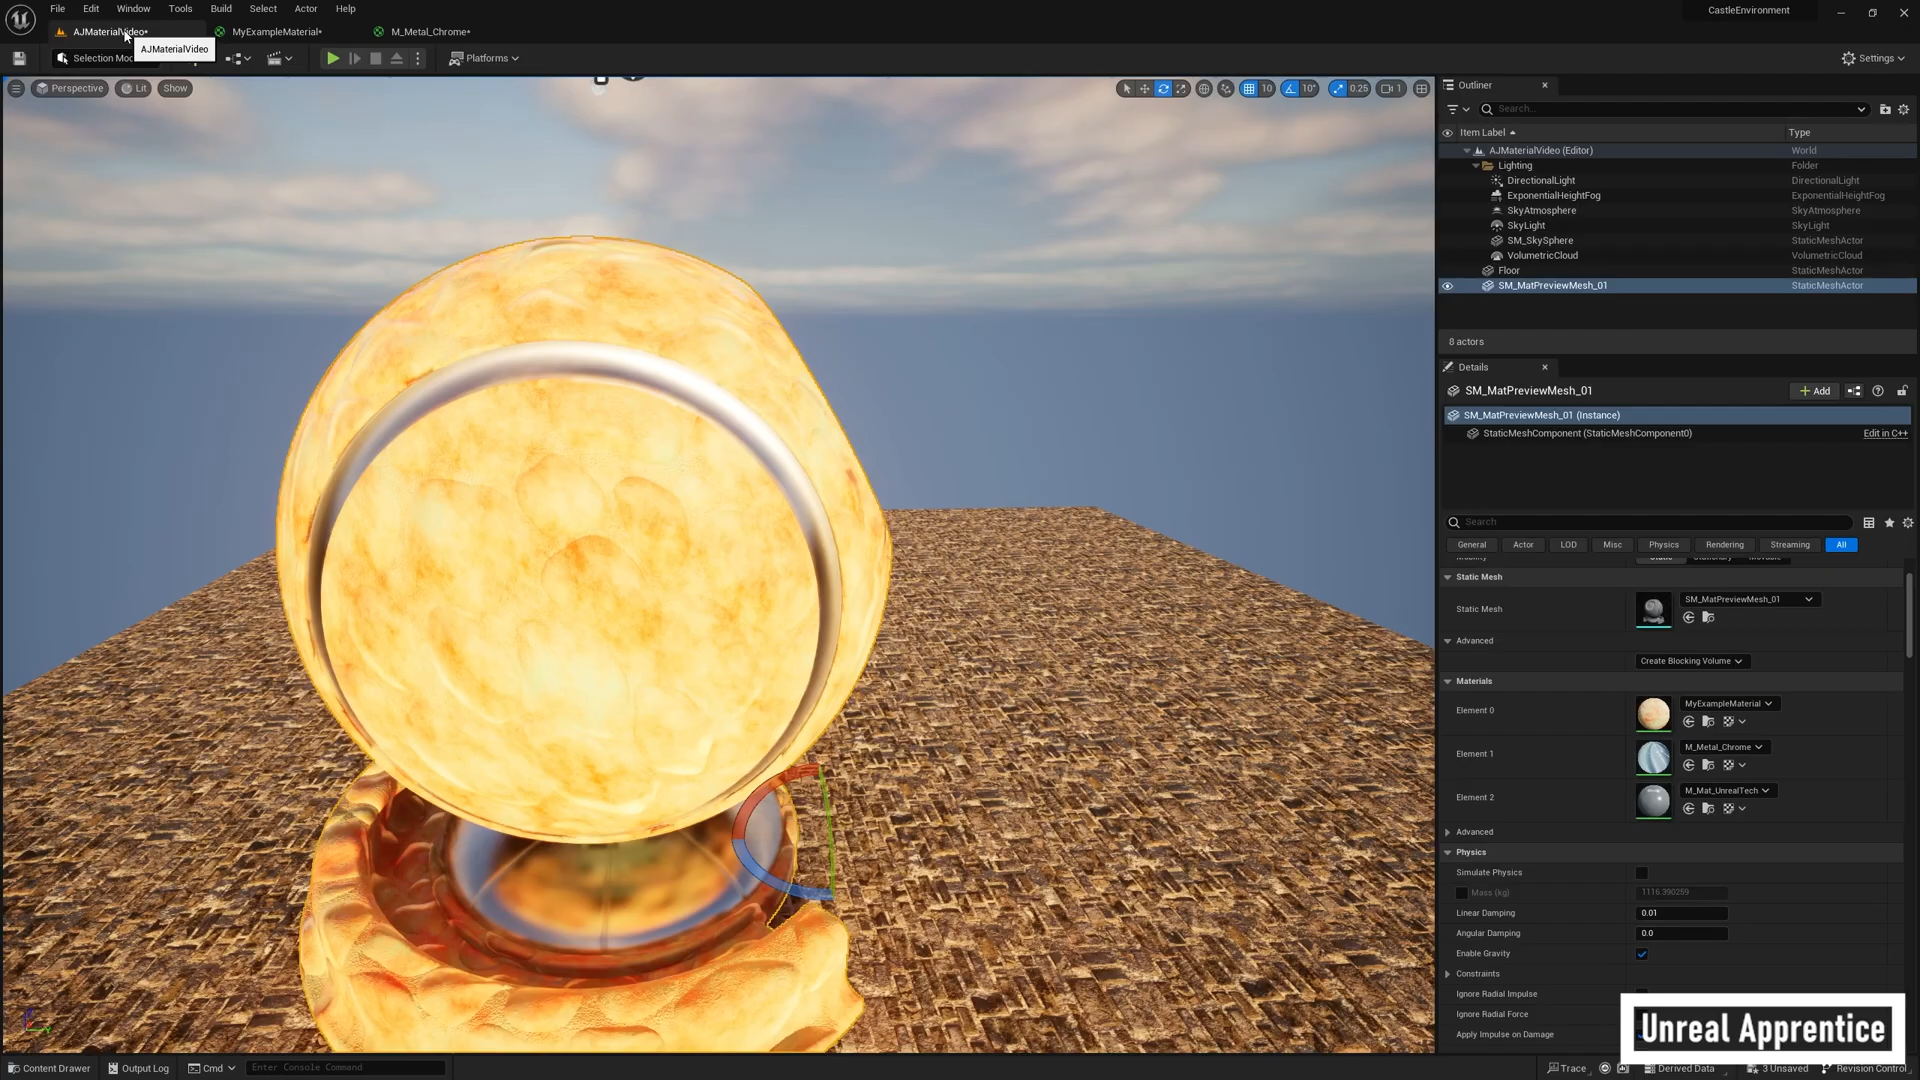 File Edit Window Tools Build Select Actor Help
CastleEnvironment
AJMaterialVideo* MyExampleMaterial* M_Metal_Chrome*
AJMaterialVideo
Selection Mo
Platforms
Settings
Perspective Lit Show
10 10° 0.25 1
Outliner
Search...
Item Label Type
AJMaterialVideo (Editor) World
Lighting Folder
DirectionalLight DirectionalLight
ExponentialHeightFog ExponentialHeightFog
SkyAtmosphere SkyAtmosphere
SkyLight SkyLight
SM_SkySphere StaticMeshActor
VolumetricCloud VolumetricCloud
Floor StaticMeshActor
SM_MatPreviewMesh_01 StaticMeshActor
8 actors
Details
SM_MatPreviewMesh_01
Add
SM_MatPreviewMesh_01 (Instance)
StaticMeshComponent (StaticMeshComponent0) Edit in C++
Search
General Actor LOD Misc Physics Rendering Streaming All
Static Mesh
Static Mesh SM_MatPreviewMesh_01
Advanced
Create Blocking Volume
Materials
Element 0 MyExampleMaterial
Element 1 M_Metal_Chrome
Element 2 M_Mat_UnrealTech
Advanced
Physics
Simulate Physics
Mass (kg) 1116.390259
Linear Damping 0.01
Angular Damping 0.0
Enable Gravity
Constraints
Ignore Radial Impulse
Ignore Radial Force
Apply Impulse on Damage
Unreal Apprentice
Content Drawer Output Log Cmd Enter Console Command
Trace Derived Data 3 Unsaved Revision Control